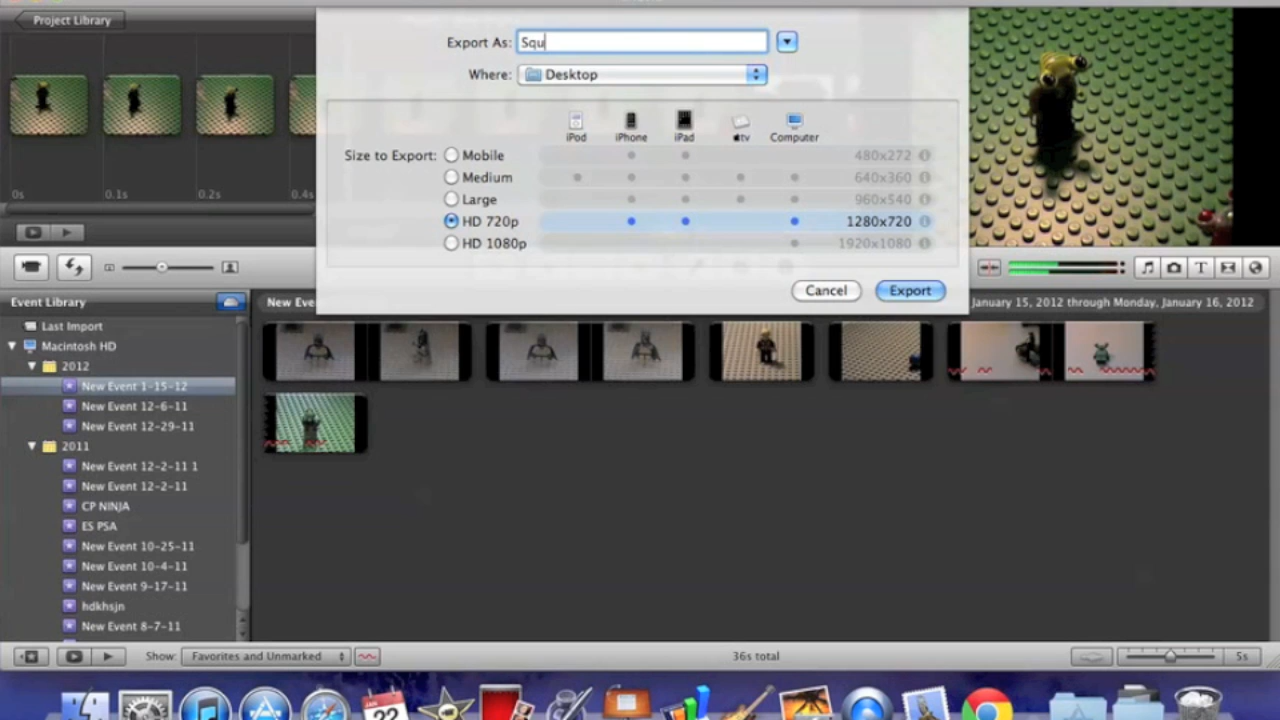 Project Library
Export As: Squ
Where: Desktop
iPod iPhone iPad tv Computer
Size to Export: Mobile 480x272
Medium 640x360
Large 960x540
HD 720p 1280x720
HD 1080p 1920x1080
Cancel Export
0s 0.1s 0.2s 0.4s
Event Library
New Eve
January 15, 2012 through Monday, January 16, 2012
Last Import
Macintosh HD
2012
New Event 1-15-12
New Event 12-6-11
New Event 12-29-11
2011
New Event 12-2-11 1
New Event 12-2-11
CP NINJA
ES PSA
New Event 10-25-11
New Event 10-4-11
New Event 9-17-11
hdkhsjn
New Event 8-7-11
Show: Favorites and Unmarked 36s total 5s
22